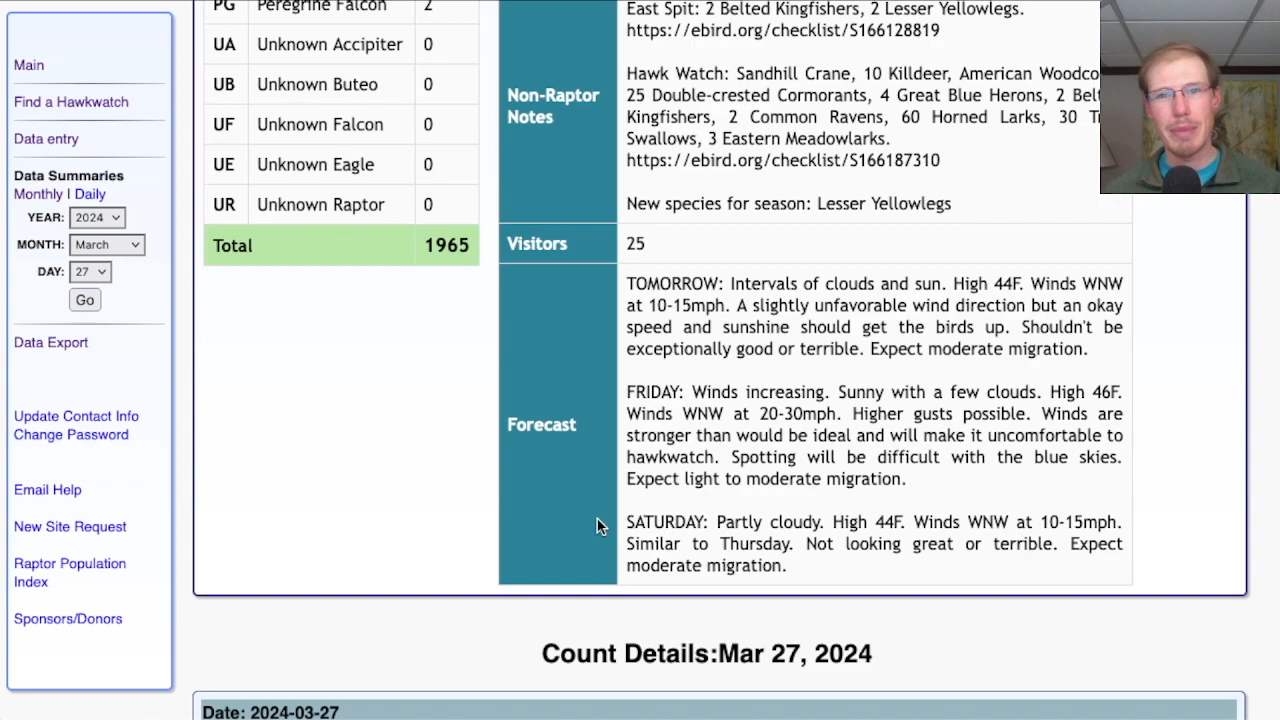 Main
Find a Hawkwatch
Data entry
Data Summaries
Monthly | Daily
YEAR: 2024
MONTH: March
DAY: 27
Go
Data Export
Update Contact Info
Change Password
Email Help
New Site Request
Raptor Population
Index
Sponsors/Donors
PG Peregrine Falcon 2
UA Unknown Accipiter 0
UB Unknown Buteo 0
UF Unknown Falcon 0
UE Unknown Eagle 0
UR Unknown Raptor 0
Total 1965
Non-Raptor
Notes
East Spit: 2 Belted Kingfishers, 2 Lesser Yellowlegs.
https://ebird.org/checklist/S166128819
Hawk Watch: Sandhill Crane, 10 Killdeer, American
25 Double-crested Cormorants, 4 Great Blue Herons, 2
Kingfishers, 2 Common Ravens, 60 Horned Larks, 30
Swallows, 3 Eastern Meadowlarks.
https://ebird.org/checklist/S166187310
New species for season: Lesser Yellowlegs
Visitors 25
Forecast
TOMORROW: Intervals of clouds and sun. High 44F. Winds WNW
at 10-15mph. A slightly unfavorable wind direction but an okay
speed and sunshine should get the birds up. Shouldn't be
exceptionally good or terrible. Expect moderate migration.
FRIDAY: Winds increasing. Sunny with a few clouds. High 46F.
Winds WNW at 20-30mph. Higher gusts possible. Winds are
stronger than would be ideal and will make it uncomfortable to
hawkwatch. Spotting will be difficult with the blue skies.
Expect light to moderate migration.
SATURDAY: Partly cloudy. High 44F. Winds WNW at 10-15mph.
Similar to Thursday. Not looking great or terrible. Expect
moderate migration.
Count Details:Mar 27, 2024
Date: 2024-03-27